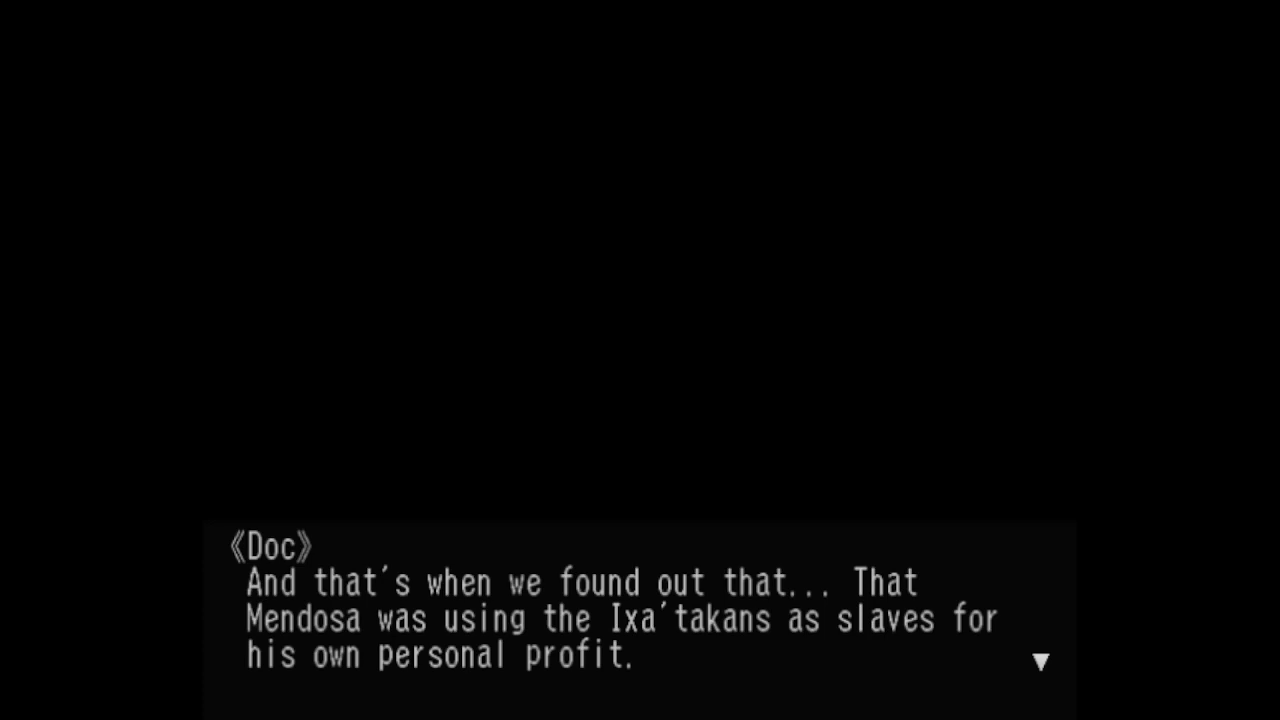 《Doc》
And that's when we found out that... That
Mendosa was using the Ixa'takans as slaves for
his own personal profit.
▼